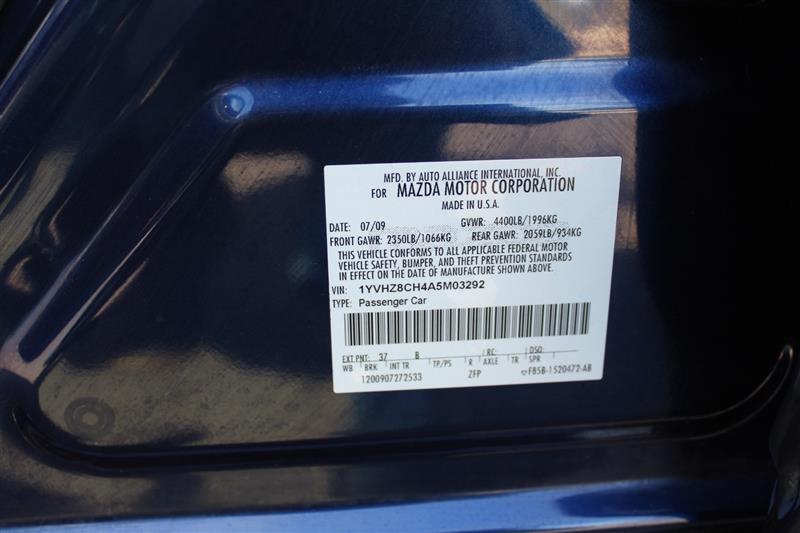 MFD. BY AUTO ALLIANCE INTERNATIONAL, INC.
FOR MAZDA MOTOR CORPORATION
MADE IN U.S.A.
DATE: 07/09 GVWR: 4400LB/1996KG
FRONT GAWR: 2350LB/1066KG REAR GAWR: 2059LB/934KG
THIS VEHICLE CONFORMS TO ALL APPLICABLE FEDERAL MOTOR
VEHICLE SAFETY, BUMPER, AND THEFT PREVENTION STANDARDS
IN EFFECT ON THE DATE OF MANUFACTURE SHOWN ABOVE.
VIN: 1YVHZ8CH4A5M03292
TYPE: Passenger Car
EXT PNT: 37 B RC: DSO:
WB BRK INT TR TP/PS R AXLE TR SPR
1200907272533 ZFP FB5B-1520472-AB